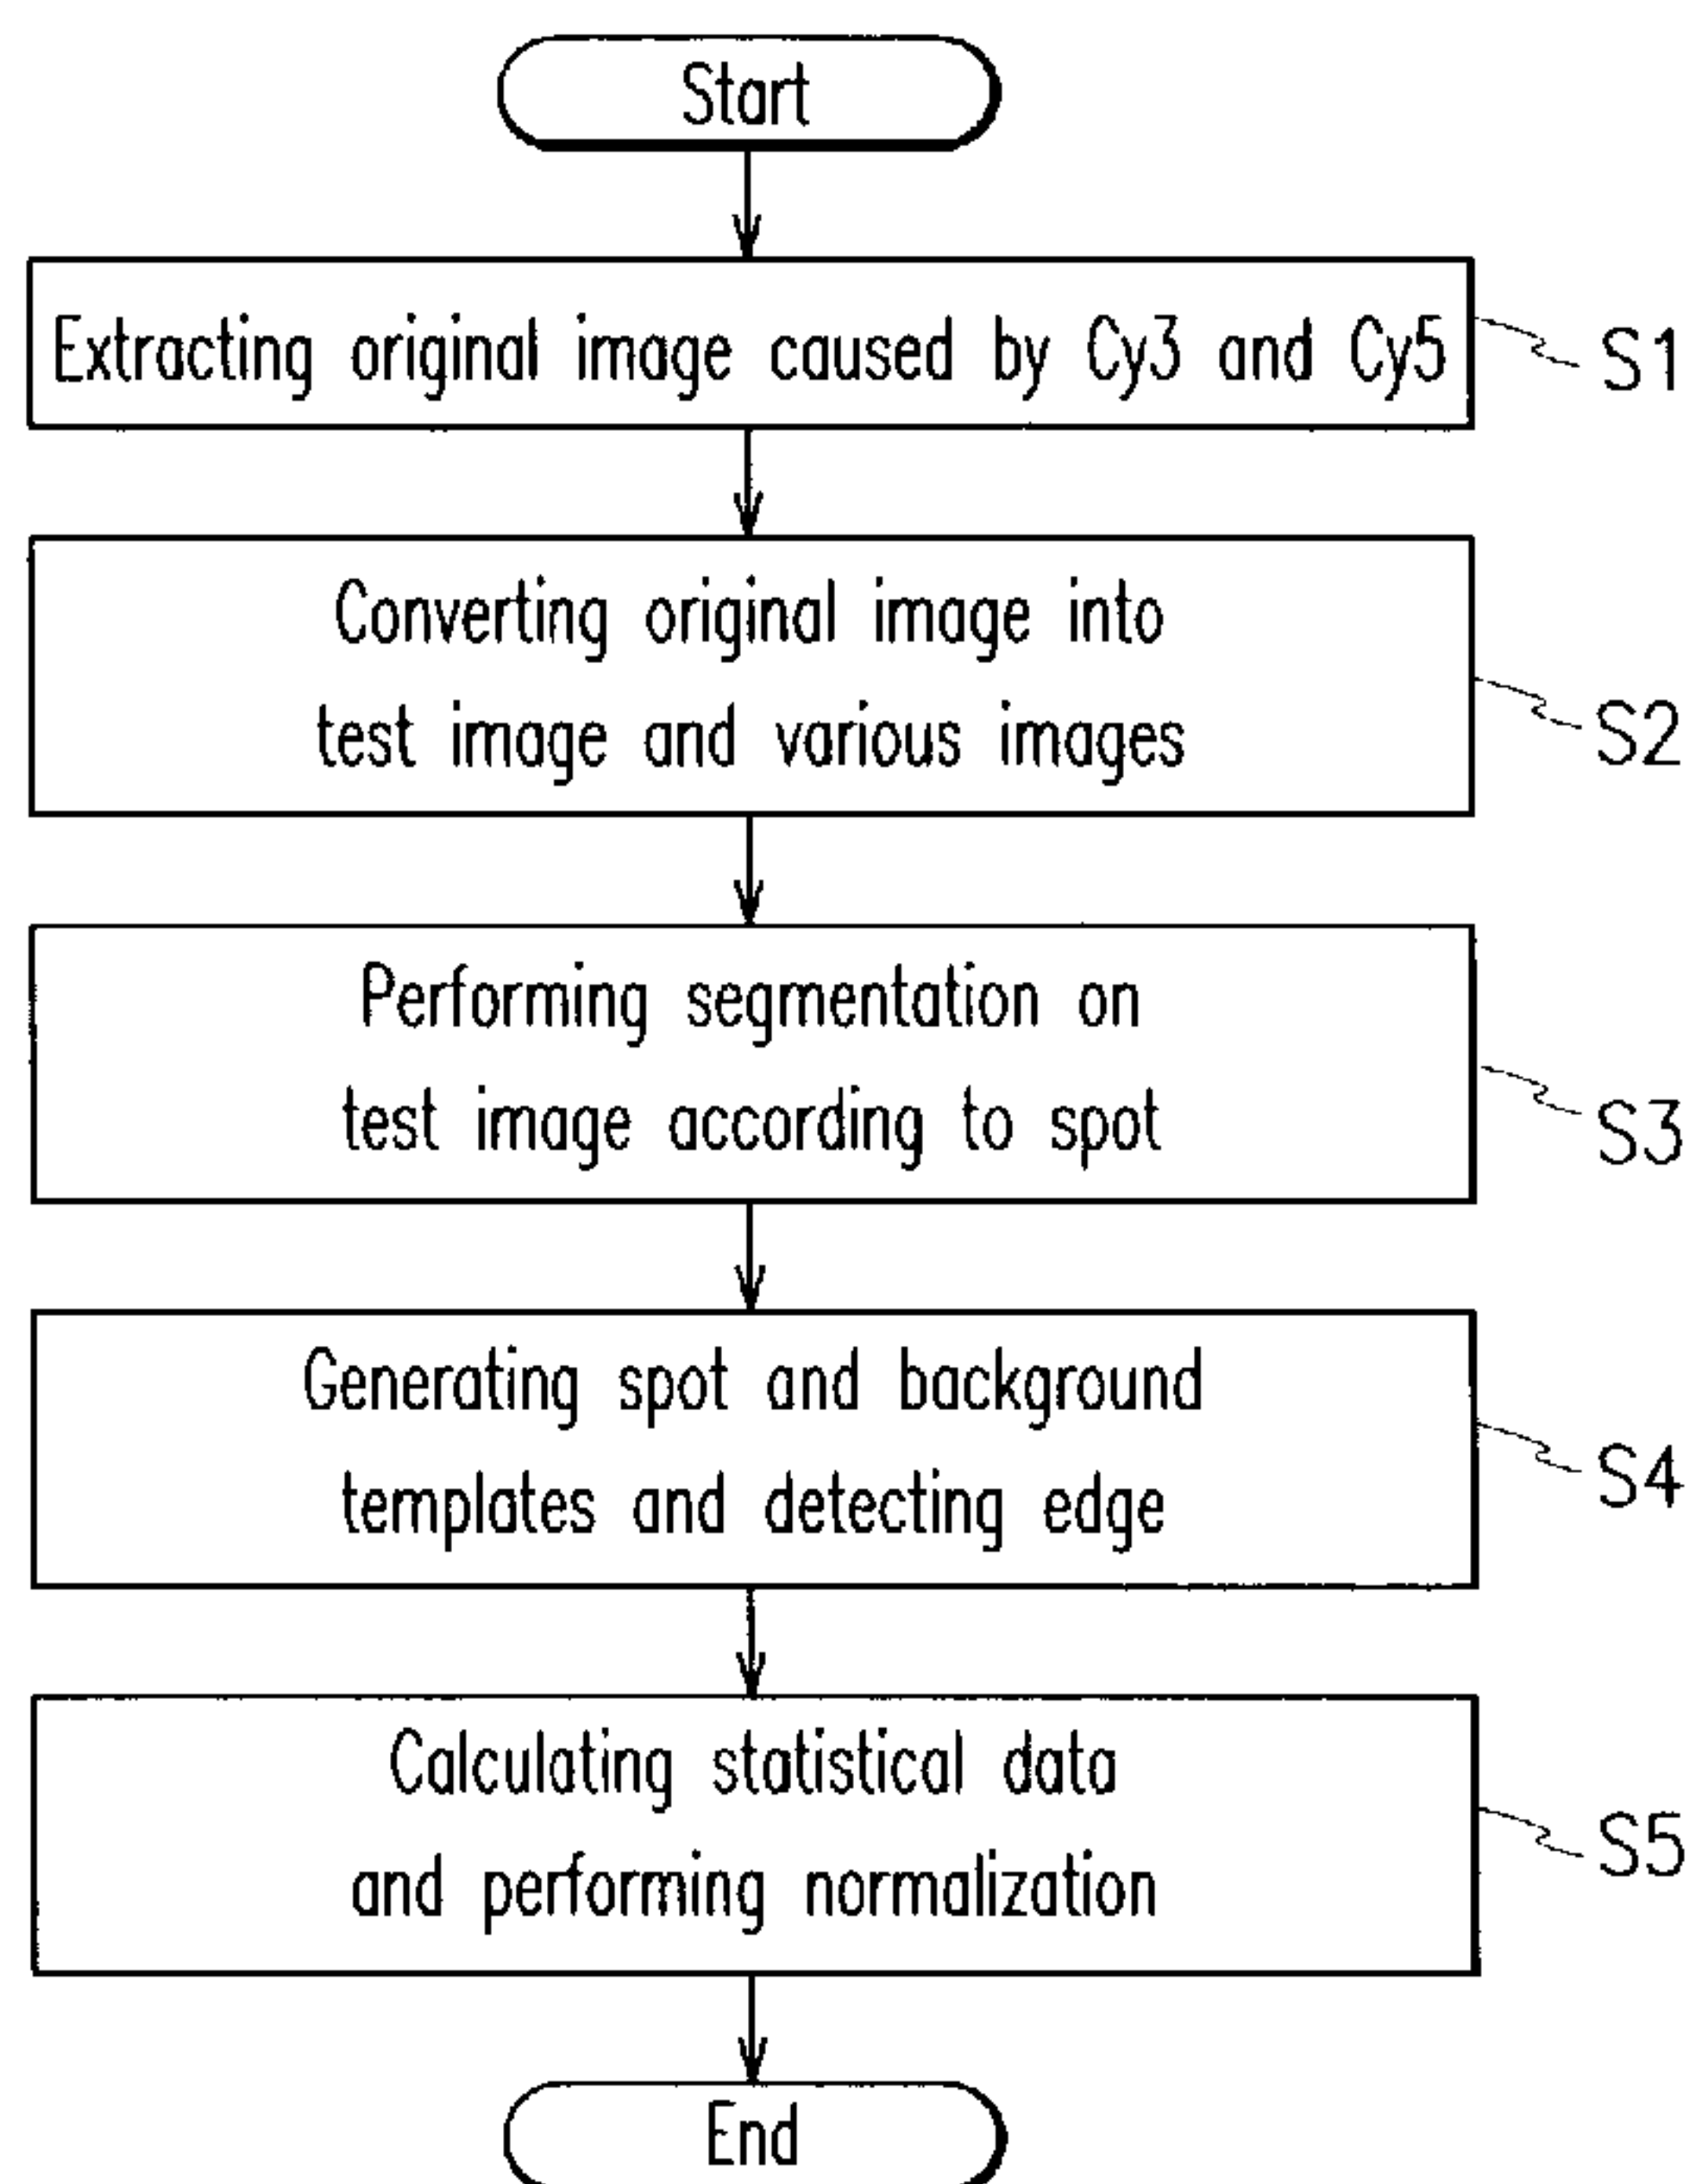 Start
Extracting original image caused by Cy3 and Cy5
S1
Converting original image into
test image and various images
S2
Performing segmentation on
test image according to spot
S3
Generating spot and background
templates and detecting edge
S4
Calculating statistical data
and performing normalization
S5
End